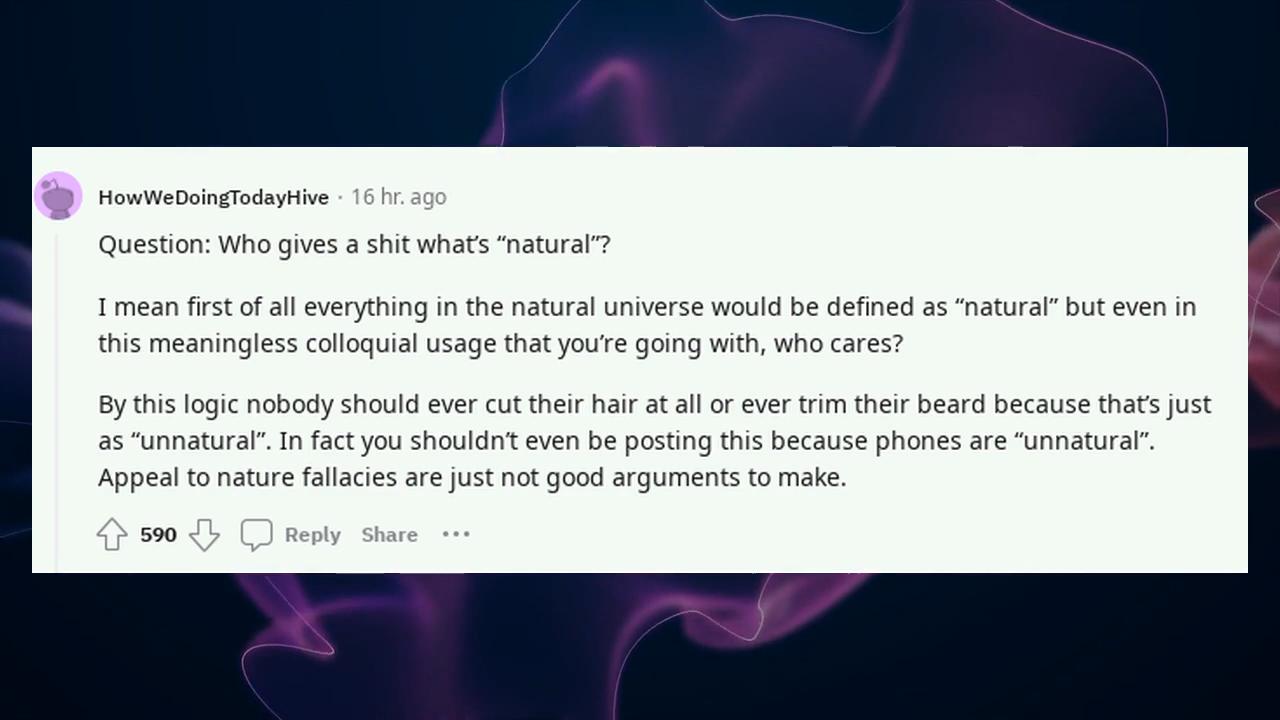 HowWeDoingTodayHive · 16 hr. ago
Question: Who gives a shit what’s “natural”?
I mean first of all everything in the natural universe would be defined as “natural” but even in
this meaningless colloquial usage that you’re going with, who cares?
By this logic nobody should ever cut their hair at all or ever trim their beard because that’s just
as “unnatural”. In fact you shouldn’t even be posting this because phones are “unnatural”.
Appeal to nature fallacies are just not good arguments to make.
590 Reply Share •••